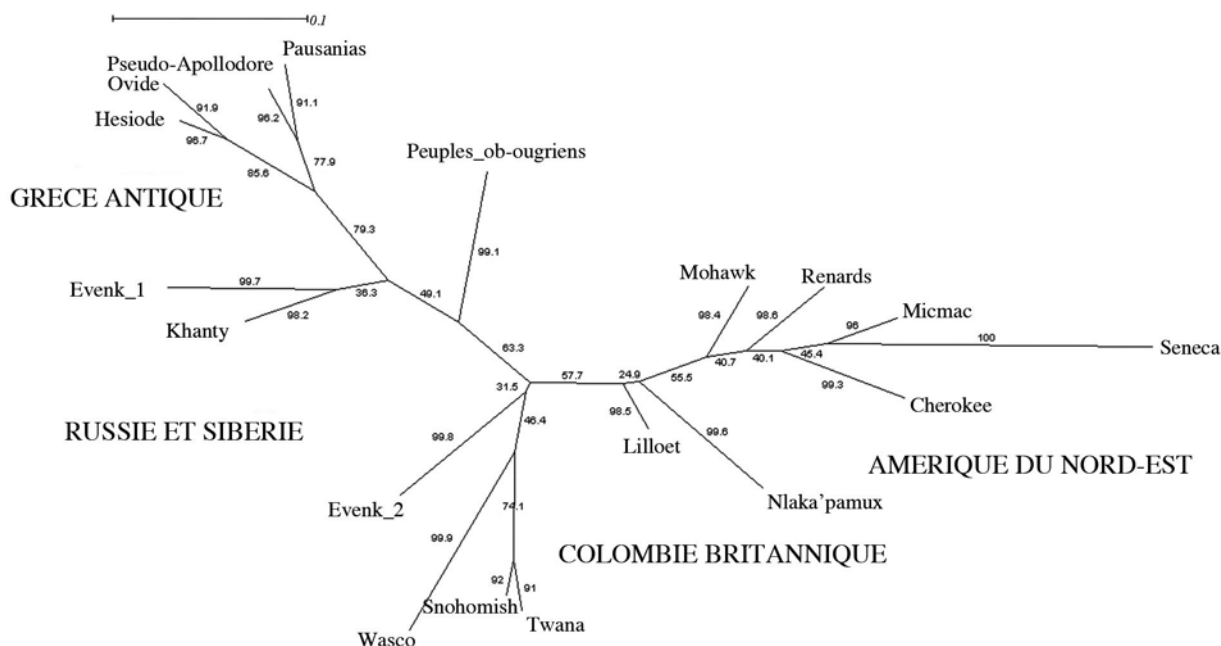 0.1
Pausanias
Pseudo-Apollodore
Ovide
91.9
96.2
91.1
Hesiode
96.7
77.9
Peuples_ob-ougriens
85.6
GRECE ANTIQUE
79.3
99.1
Mohawk
Renards
Evenk_1
99.7
36.3
49.1
98.4
98.6
Micmac
Khanty
98.2
96
100
Seneca
63.3
40.7
40.1
45.4
31.5
57.7
24.9
55.5
99.3
Cherokee
98.5
46.4
RUSSIE ET SIBERIE
99.8
Lilloet
99.6
AMÉRIQUE DU NORD-EST
Evenk_2
Nlaka'pamux
74.1
99.9
COLOMBIE BRITANNIQUE
92
91
Snohomish
Twana
Wasco